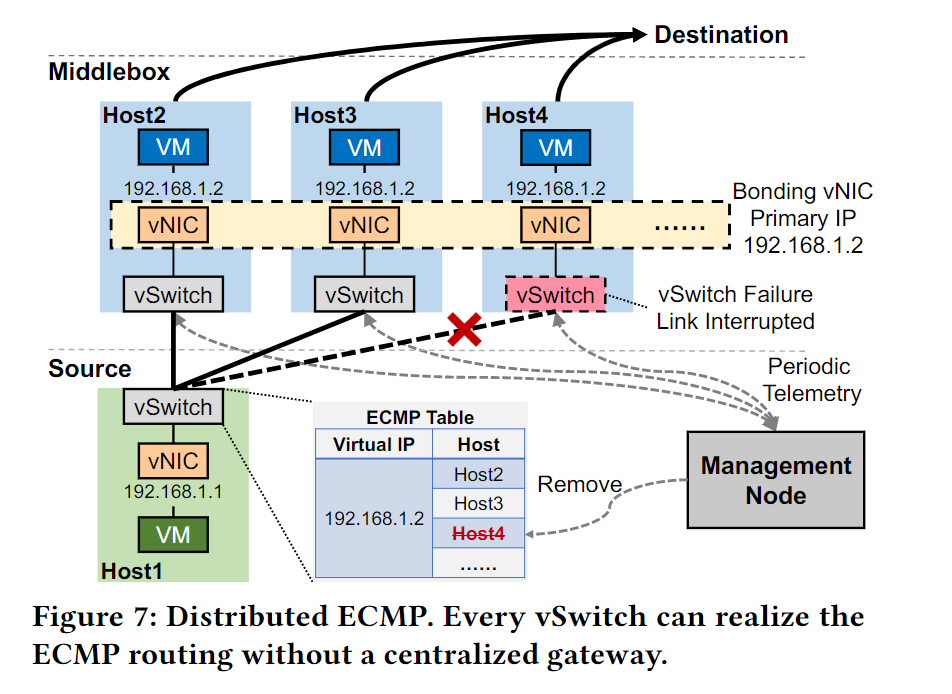 Destination
Middlebox
Host2
Host3
Host4
VM
VM
VM
192.168.1.2
192.168.1.2
192.168.1.2
Bonding vNIC
Primary IP
192.168.1.2
vNIC
vNIC
vNIC
......
vSwitch
vSwitch
vSwitch
vSwitch Failure
Link Interrupted
Source
Periodic
Telemetry
vSwitch
vNIC
192.168.1.1
VM
Host1
ECMP Table
Virtual IP
Host
192.168.1.2
Host2
Host3
Host4
......
Remove
Management
Node
Figure 7: Distributed ECMP. Every vSwitch can realize the
ECMP routing without a centralized gateway.